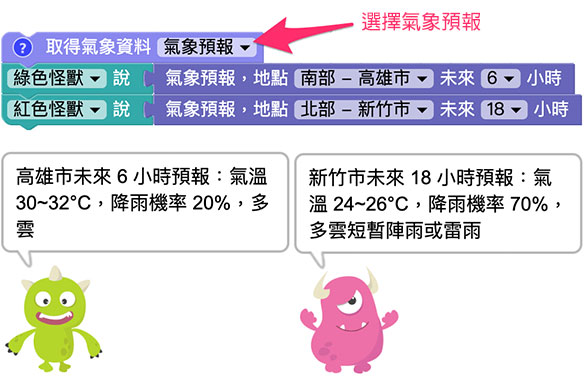 選擇氣象預報
? 取得氣象資料 氣象預報
綠色怪獸 說 氣象預報，地點 南部 – 高雄市 未來 6 小時
紅色怪獸 說 氣象預報，地點 北部 – 新竹市 未來 18 小時
高雄市未來 6 小時預報：氣溫
30~32°C，降雨機率 20%，多
雲
新竹市未來 18 小時預報：氣
溫 24~26°C，降雨機率 70%，
多雲短暫陣雨或雷雨